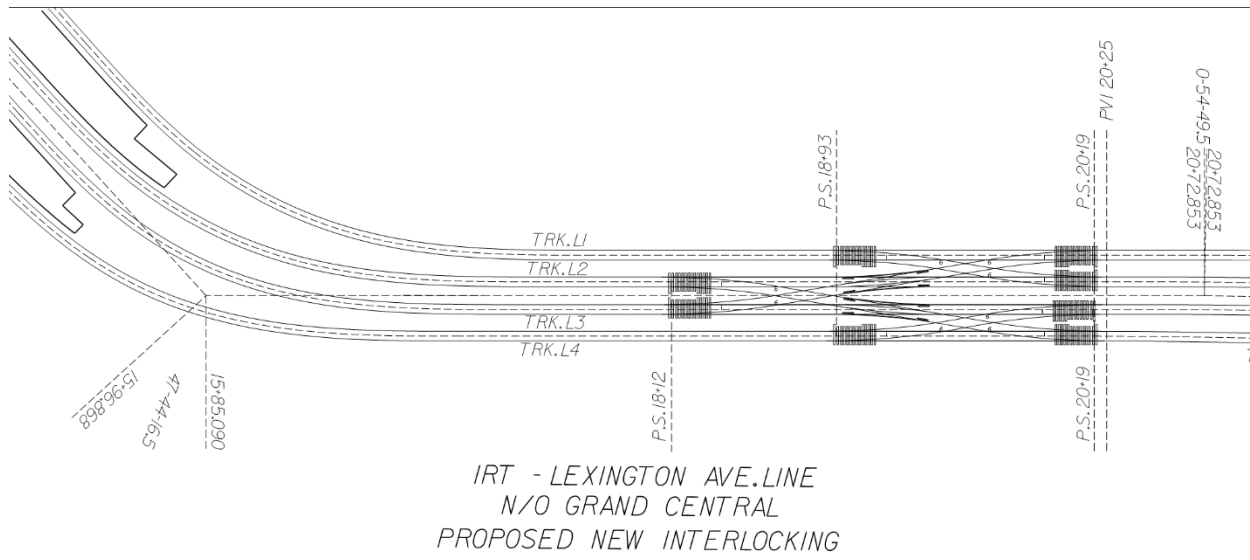 0-54-49.5
20+72.853
20+72.853
PVI 20+25
P.S.20+19
P.S.18+93
TRK.L1
TRK.L2
TRK.L3
TRK.L4
15+96.868
47-44-16.5
15+85.090
P.S.18+12
P.S.20+19
IRT - LEXINGTON AVE.LINE
N/O GRAND CENTRAL
PROPOSED NEW INTERLOCKING